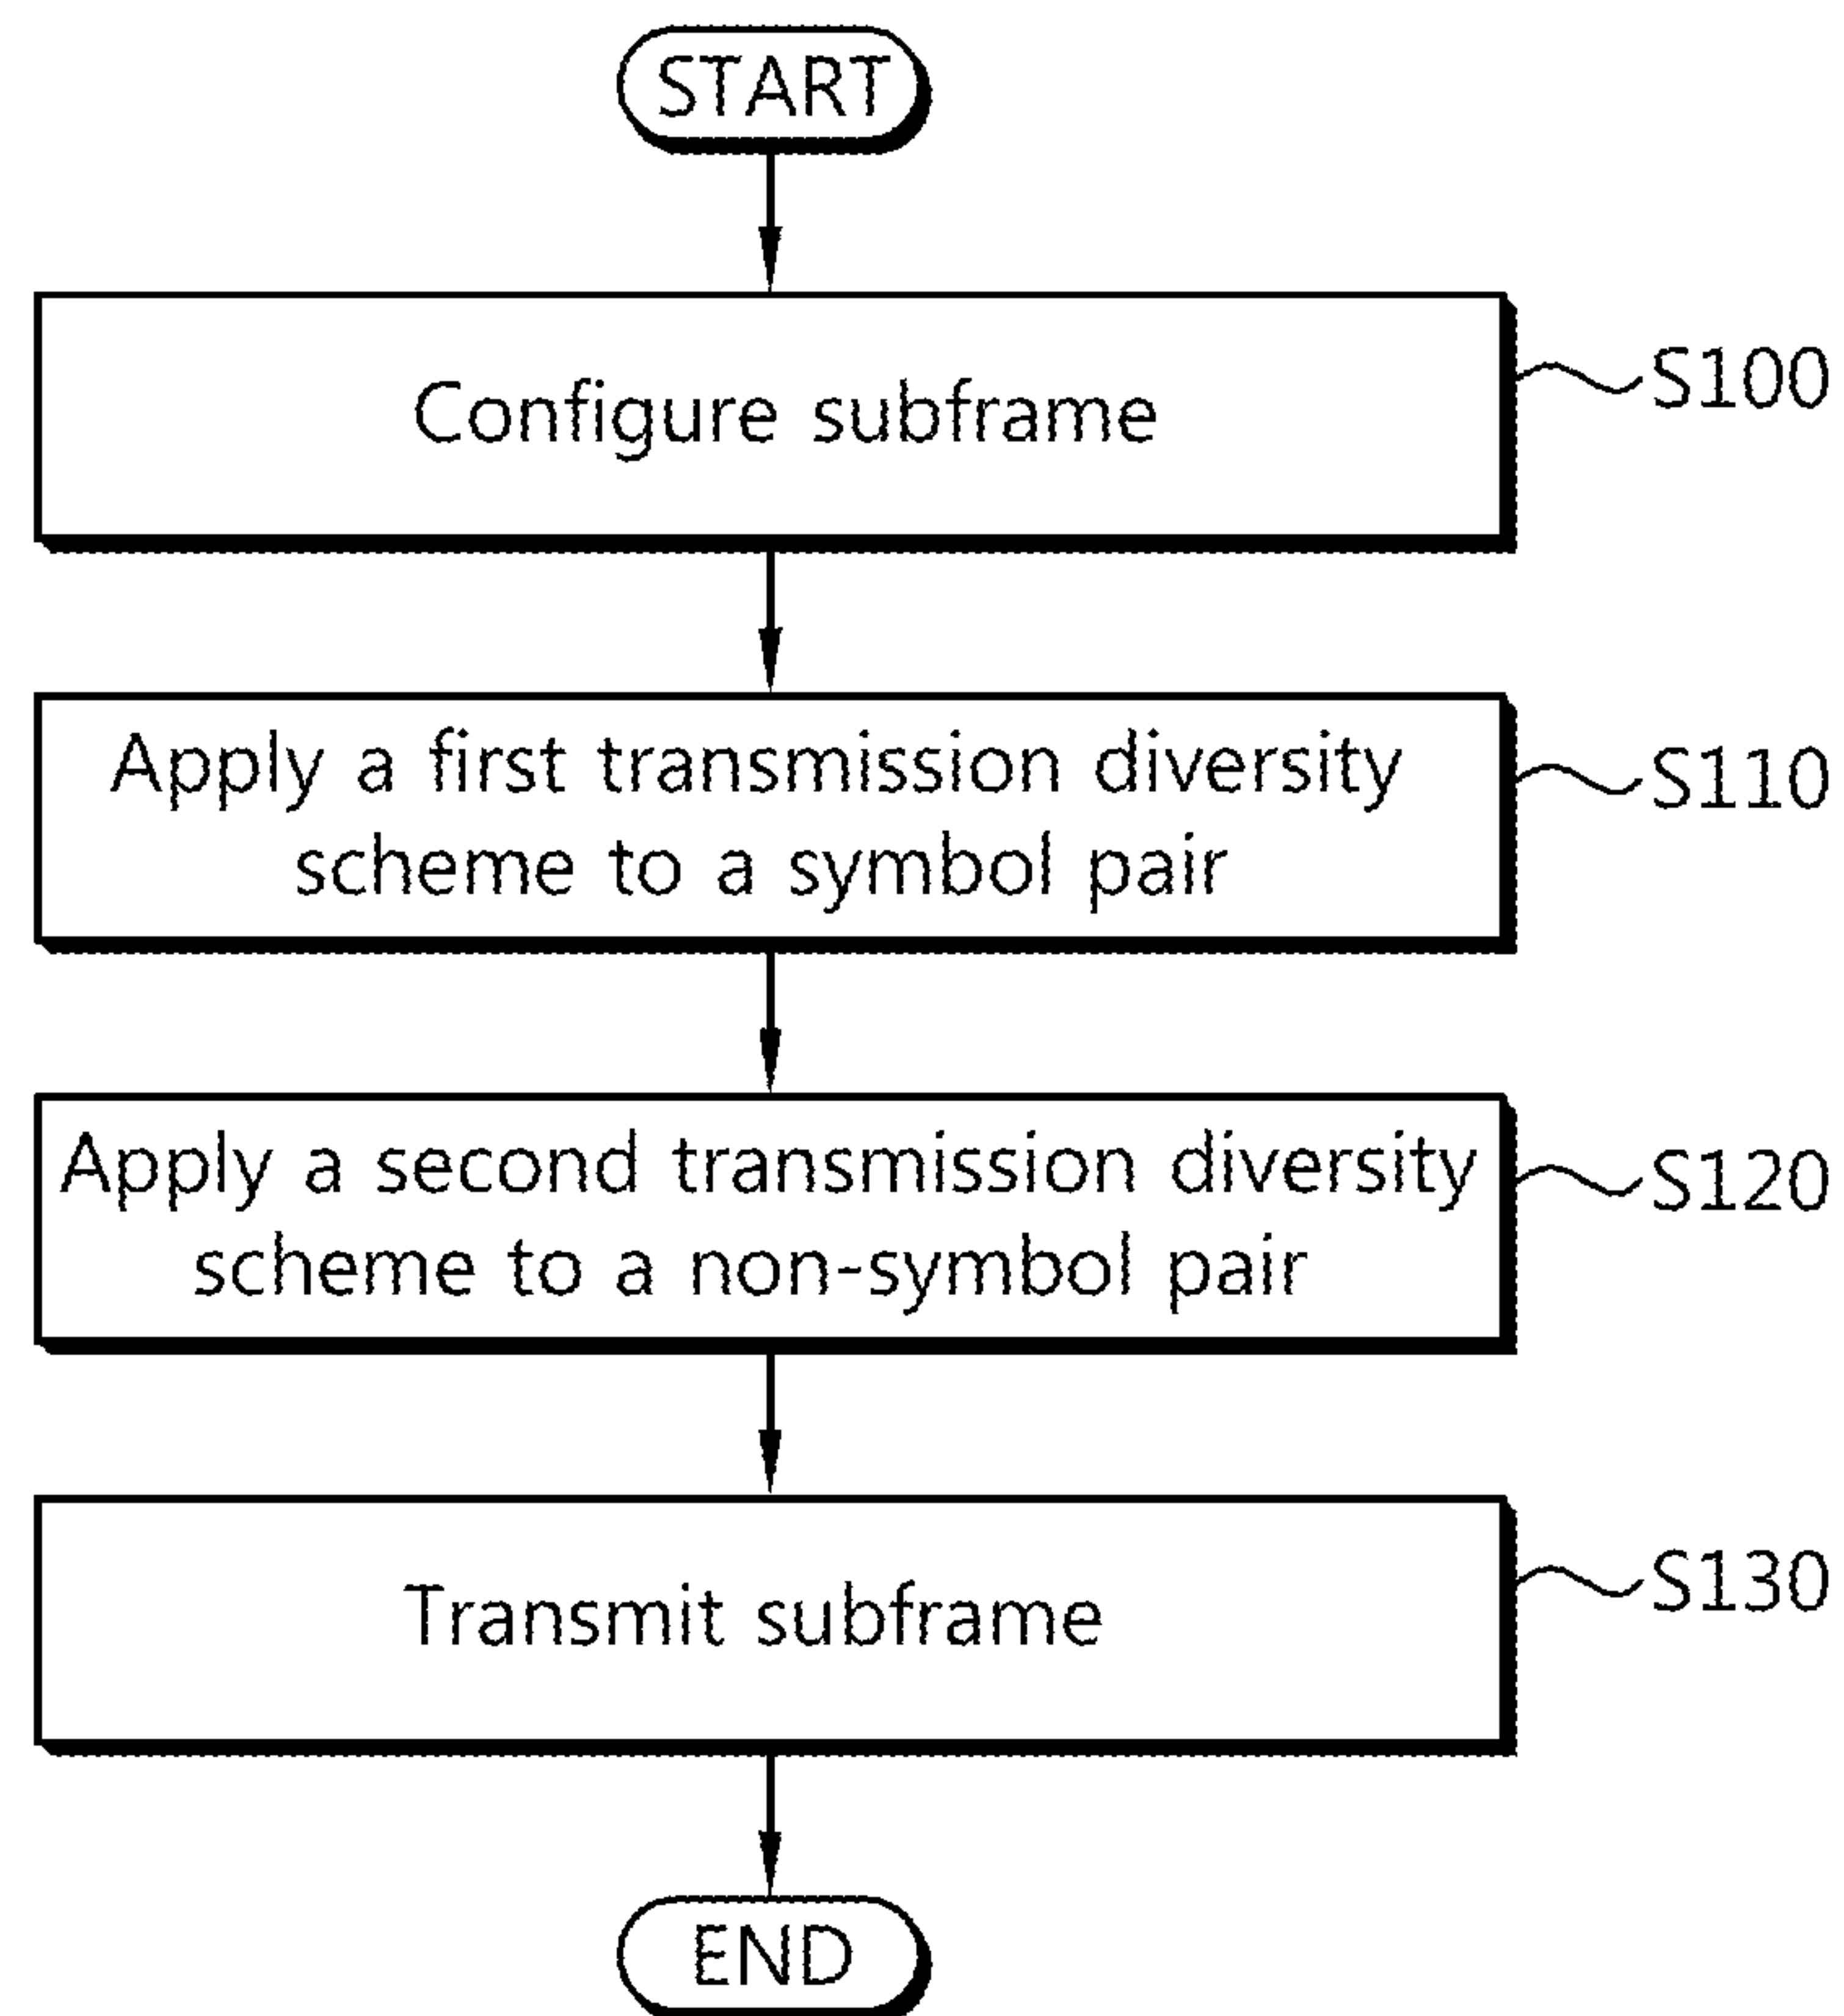 START
Configure subframe
S100
Apply a first transmission diversity
scheme to a symbol pair
S110
Apply a second transmission diversity
scheme to a non-symbol pair
S120
Transmit subframe
S130
END